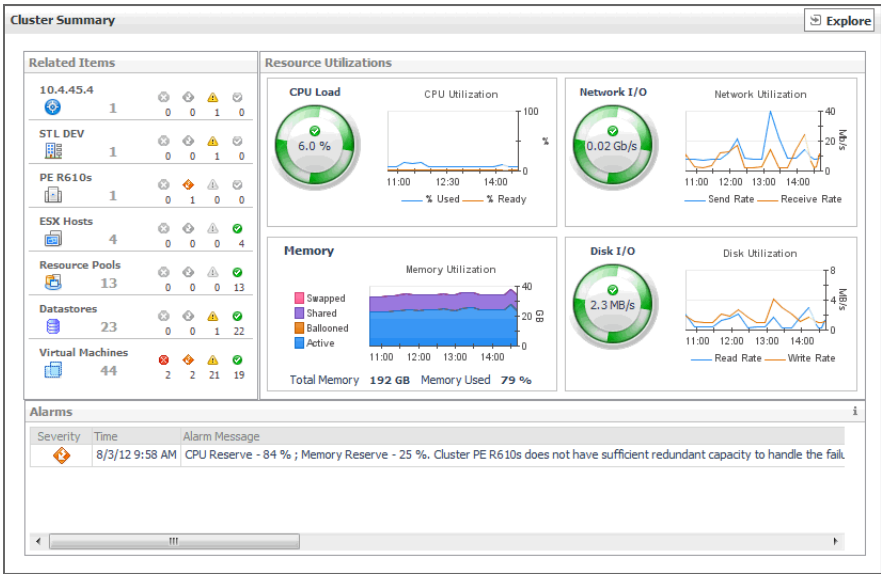 Cluster Summary
Explore
Related Items
10.4.45.4
1
0 0 1 0
STL DEV
1
0 0 1 0
PE R610s
1
0 1 0 0
ESX Hosts
4
0 0 0 4
Resource Pools
13
0 0 0 13
Datastores
23
0 0 1 22
Virtual Machines
44
2 2 21 19
Resource Utilizations
CPU Load
6.0 %
CPU Utilization
100
%
0
11:00 12:30 14:00
% Used % Ready
Network I/O
0.02 Gb/s
Network Utilization
40
20
0
Mb/s
11:00 12:00 13:00 14:00
Send Rate Receive Rate
Memory
Memory Utilization
Swapped
Shared
Ballooned
Active
40
20
0
GB
11:00 12:00 13:00 14:00
Total Memory 192 GB Memory Used 79 %
Disk I/O
2.3 MB/s
Disk Utilization
8
4
0
MB/s
11:00 12:00 13:00 14:00
Read Rate Write Rate
Alarms
i
Severity Time Alarm Message
8/3/12 9:58 AM CPU Reserve - 84 % ; Memory Reserve - 25 %. Cluster PE R610s does not have sufficient redundant capacity to handle the failu